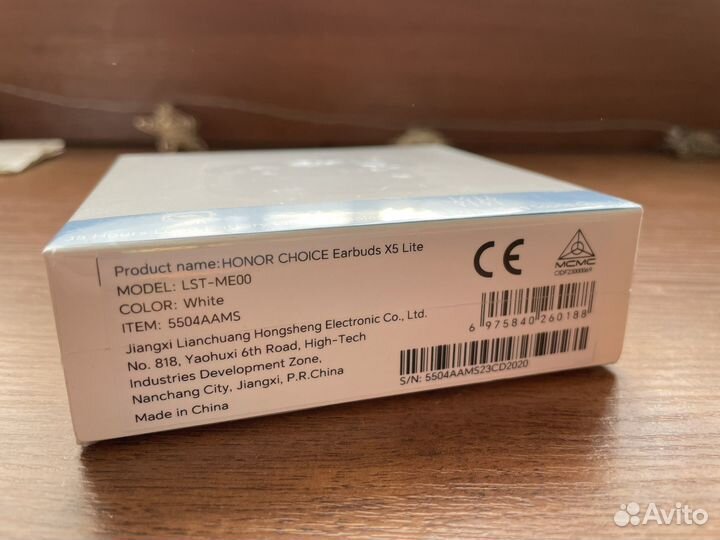 Product name: HONOR CHOICE Earbuds X5 Lite
MODEL: LST-ME00
COLOR: White
ITEM: 5504AAMS
Jiangxi Lianchuang Hongsheng Electronic Co., Ltd.
No. 818, Yaohuxi 6th Road, High-Tech
Industries Development Zone,
Nanchang City, Jiangxi, P.R.China
Made in China
CE
MCMC
CIDF23000069
6 975840 260188
S/N: 5504AAMS23CD2020
Avito